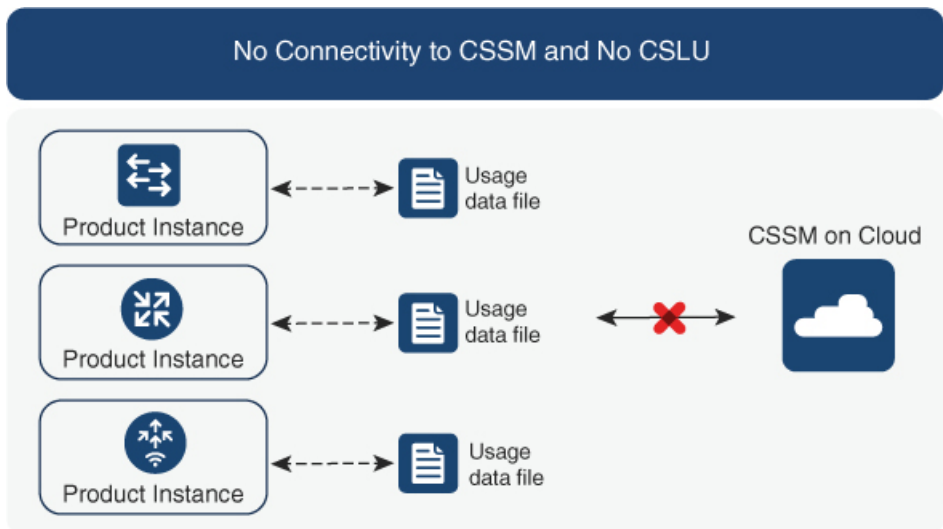 No Connectivity to CSSM and No CSLU
Product Instance
Usage
data file
Product Instance
Usage
data file
Product Instance
Usage
data file
CSSM on Cloud